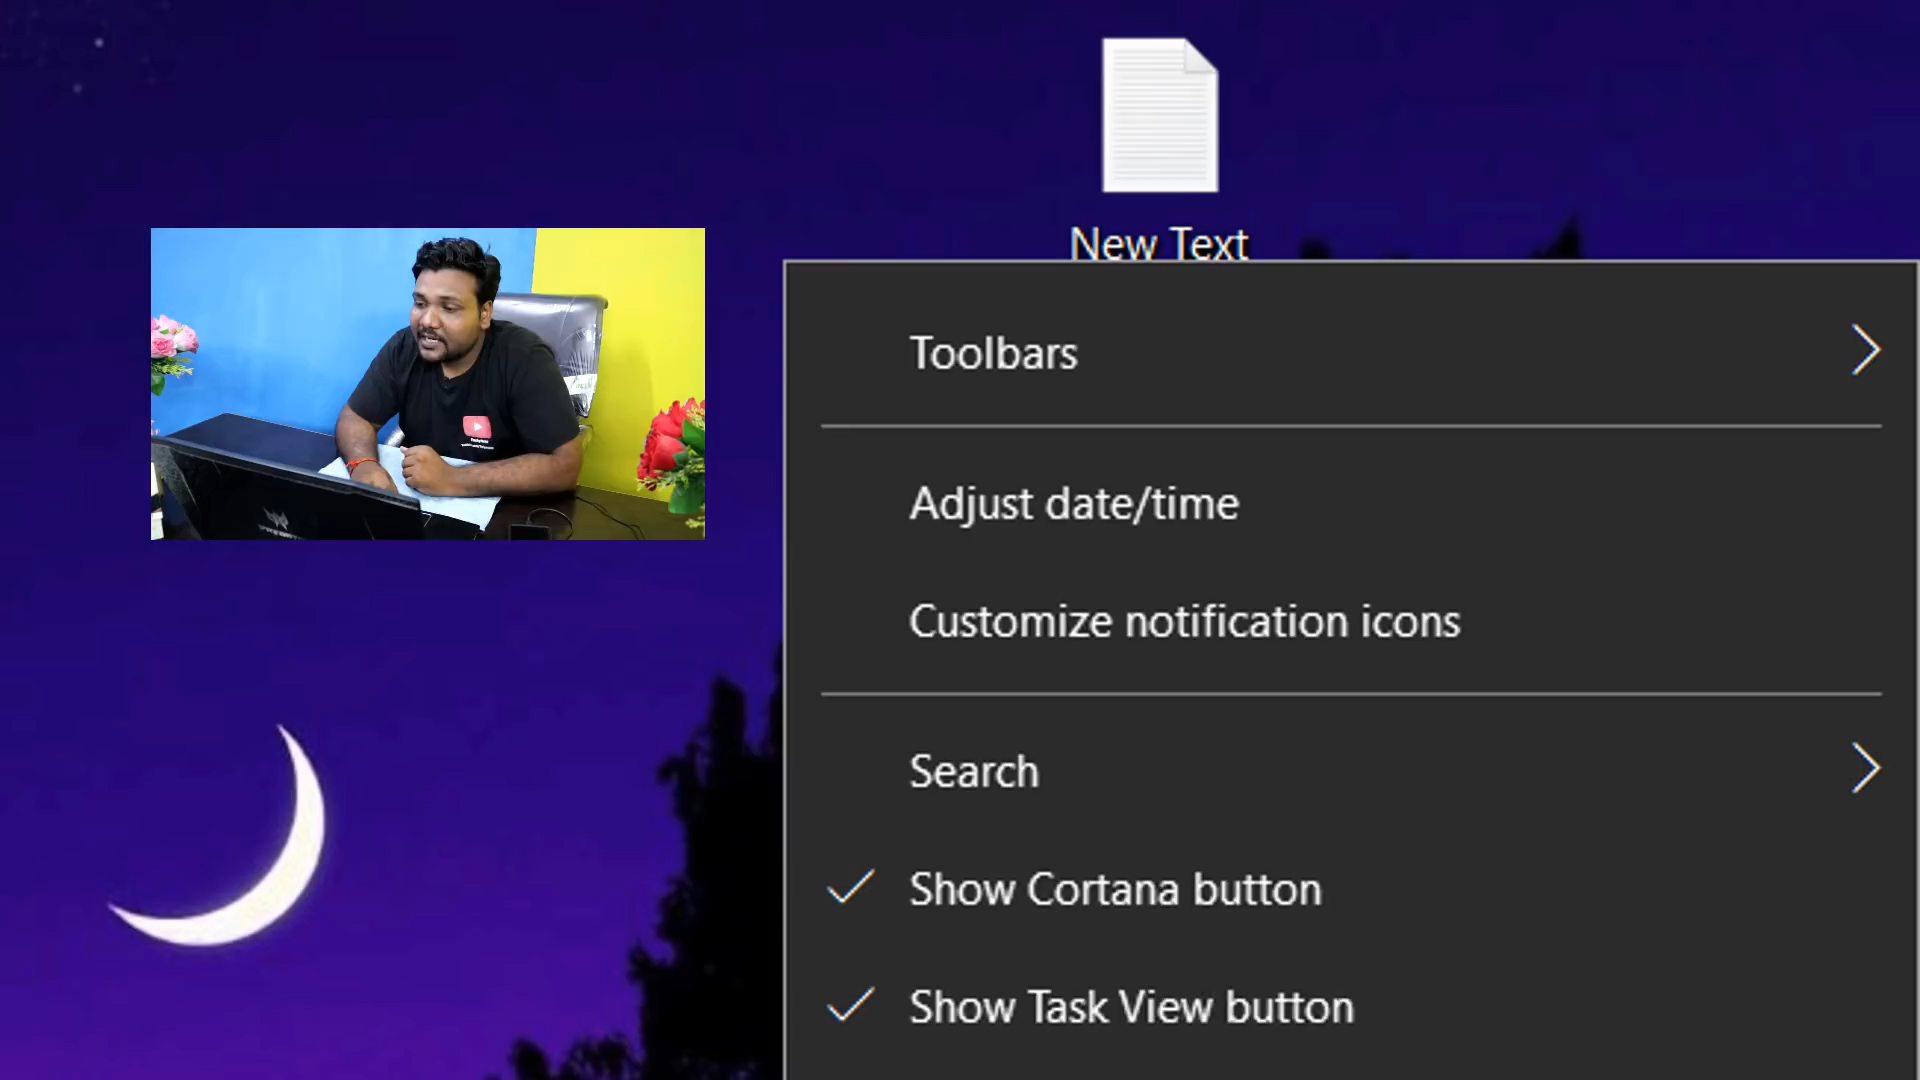 New Text
Toolbars
Adjust date/time
Customize notification icons
Search
Show Cortana button
Show Task View button